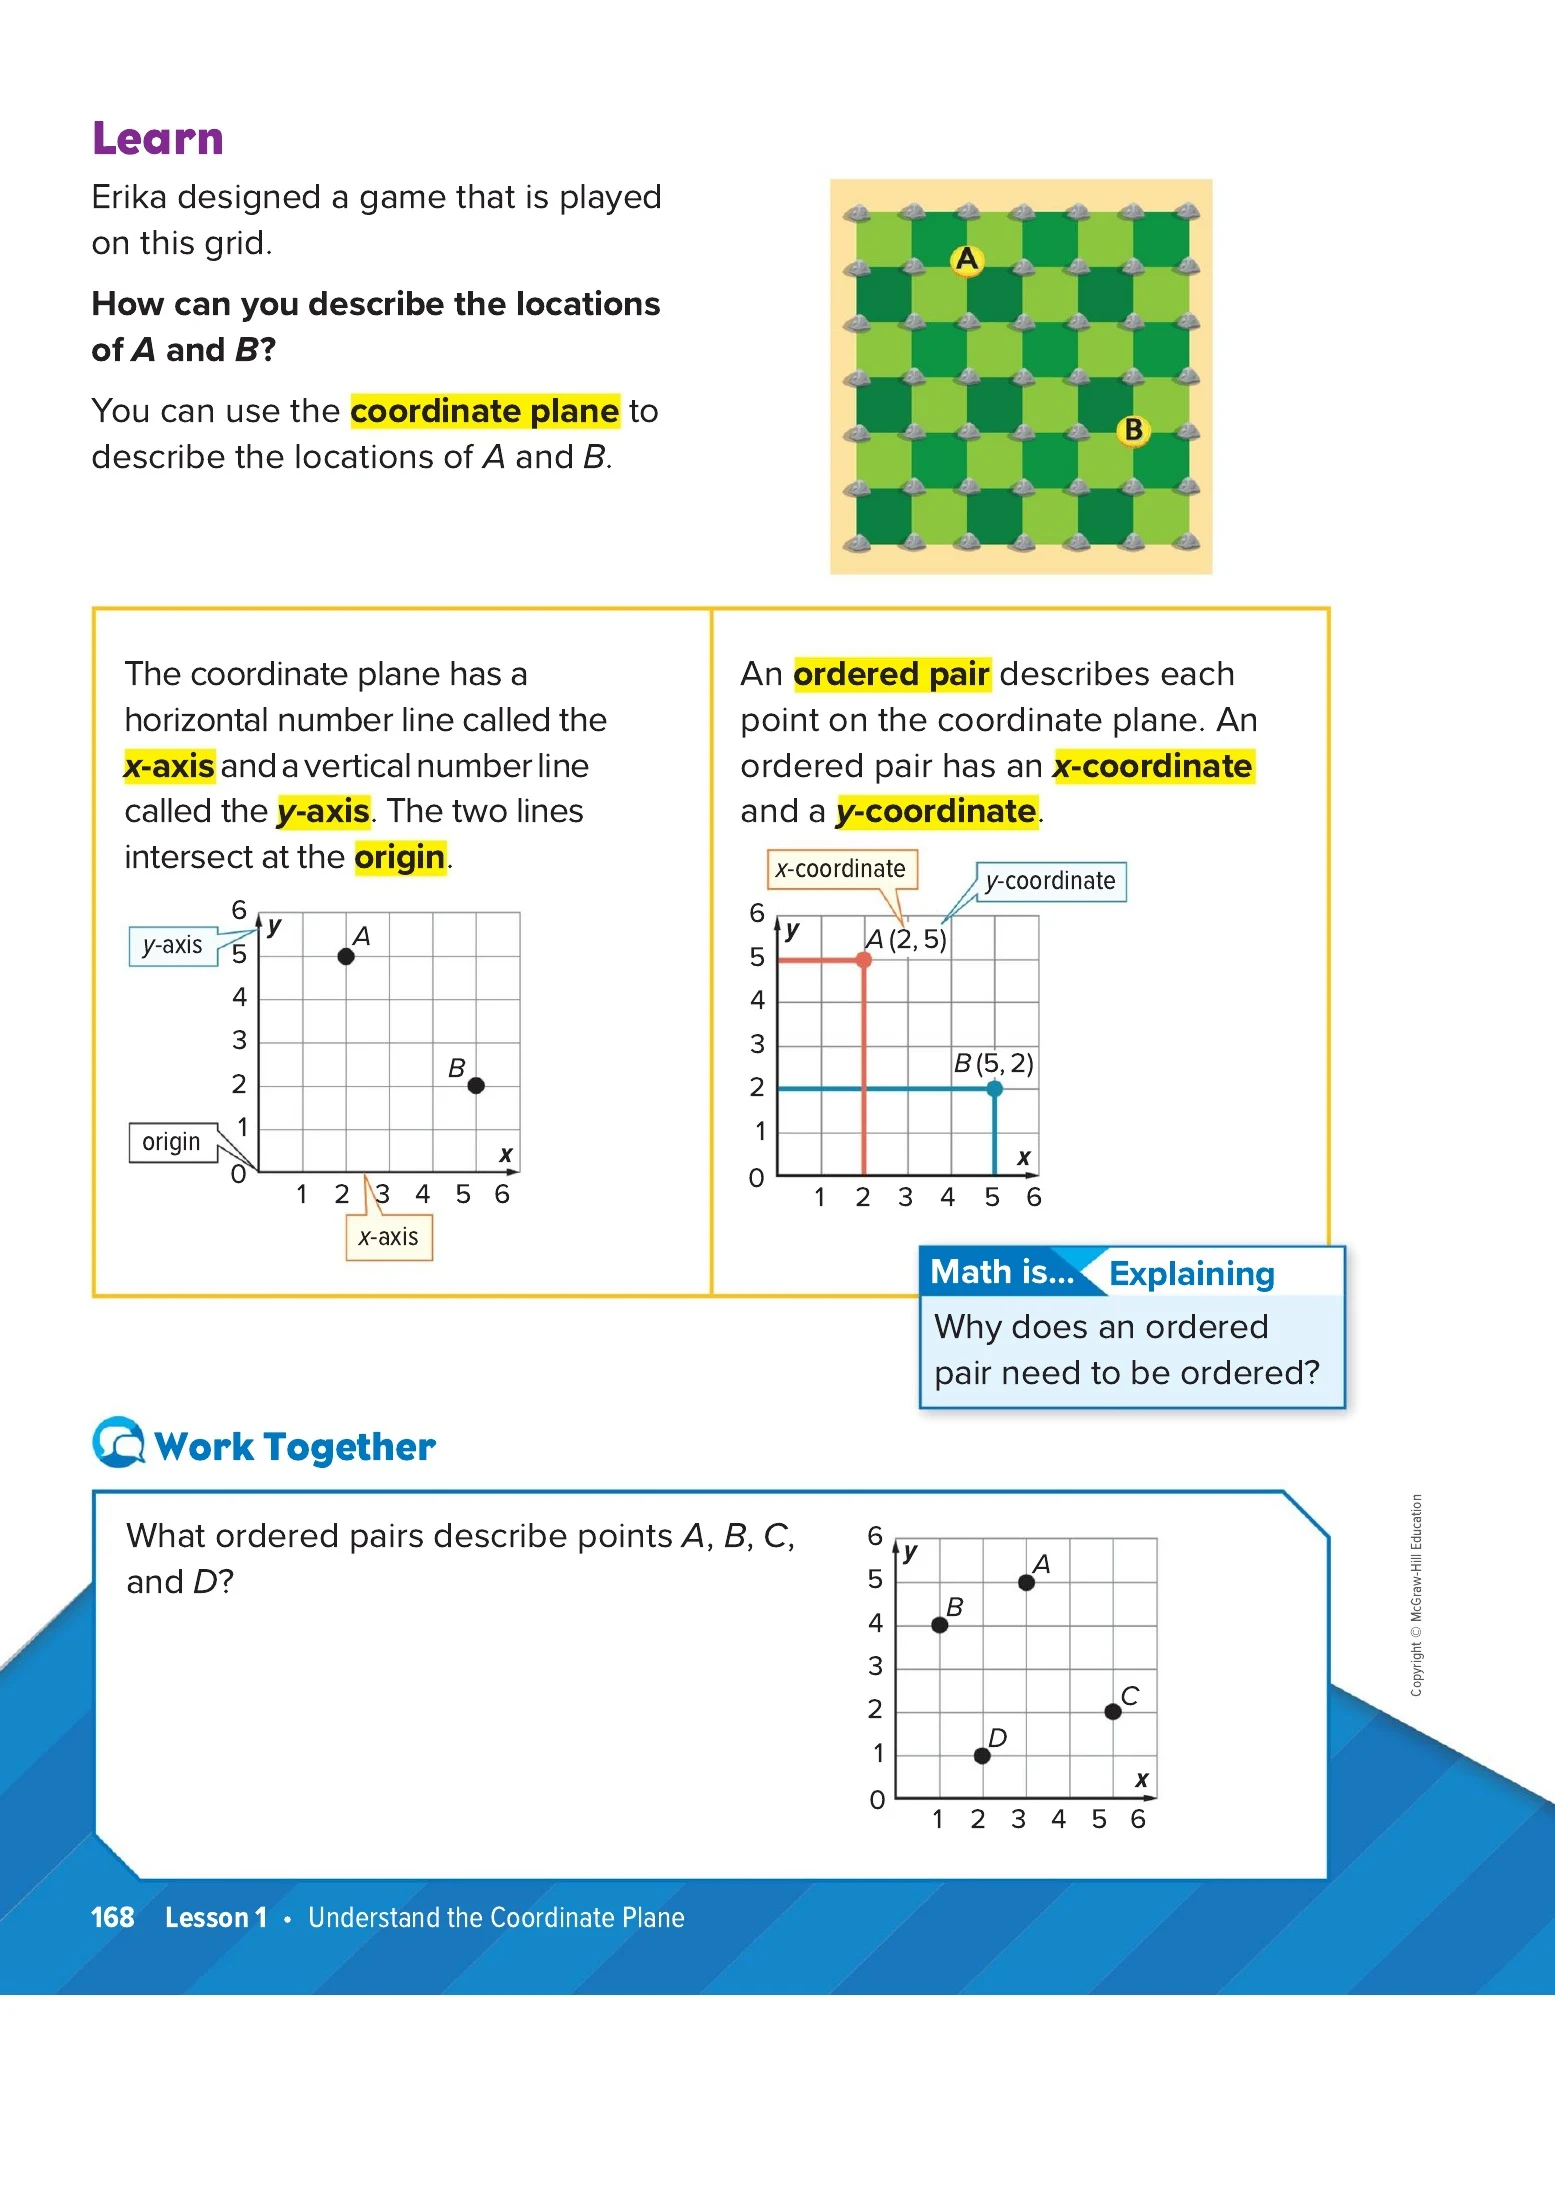 Learn
Erika designed a game that is played
on this grid.
How can you describe the locations
of A and B?
You can use the coordinate plane to
describe the locations of A and B.
A
B
The coordinate plane has a
horizontal number line called the
x-axis and a vertical number line
called the y-axis. The two lines
intersect at the origin.
6
y
A
y-axis
5
4
3
B
2
1
origin
x
0
1 2 3 4 5 6
x-axis
An ordered pair describes each
point on the coordinate plane. An
ordered pair has an x-coordinate
and a y-coordinate.
x-coordinate
y-coordinate
6
y
A (2, 5)
5
4
3
B (5, 2)
2
1
x
0
1 2 3 4 5 6
Math is... Explaining
Why does an ordered
pair need to be ordered?
Work Together
What ordered pairs describe points A, B, C,
and D?
6
y
A
5
B
4
3
C
2
D
1
x
0
1 2 3 4 5 6
Copyright © McGraw-Hill Education
168 Lesson 1 • Understand the Coordinate Plane